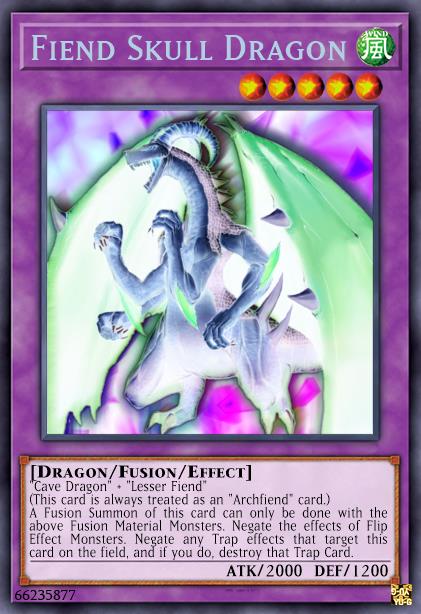 FIEND SKULL DRAGON
WIND
風
[DRAGON/FUSION/EFFECT]
"Cave Dragon" + "Lesser Fiend"
(This card is always treated as an "Archfiend" card.)
A Fusion Summon of this card can only be done with the
above Fusion Material Monsters. Negate the effects of Flip
Effect Monsters. Negate any Trap effects that target this
card on the field, and if you do, destroy that Trap Card.
ATK/2000 DEF/1200
66235877